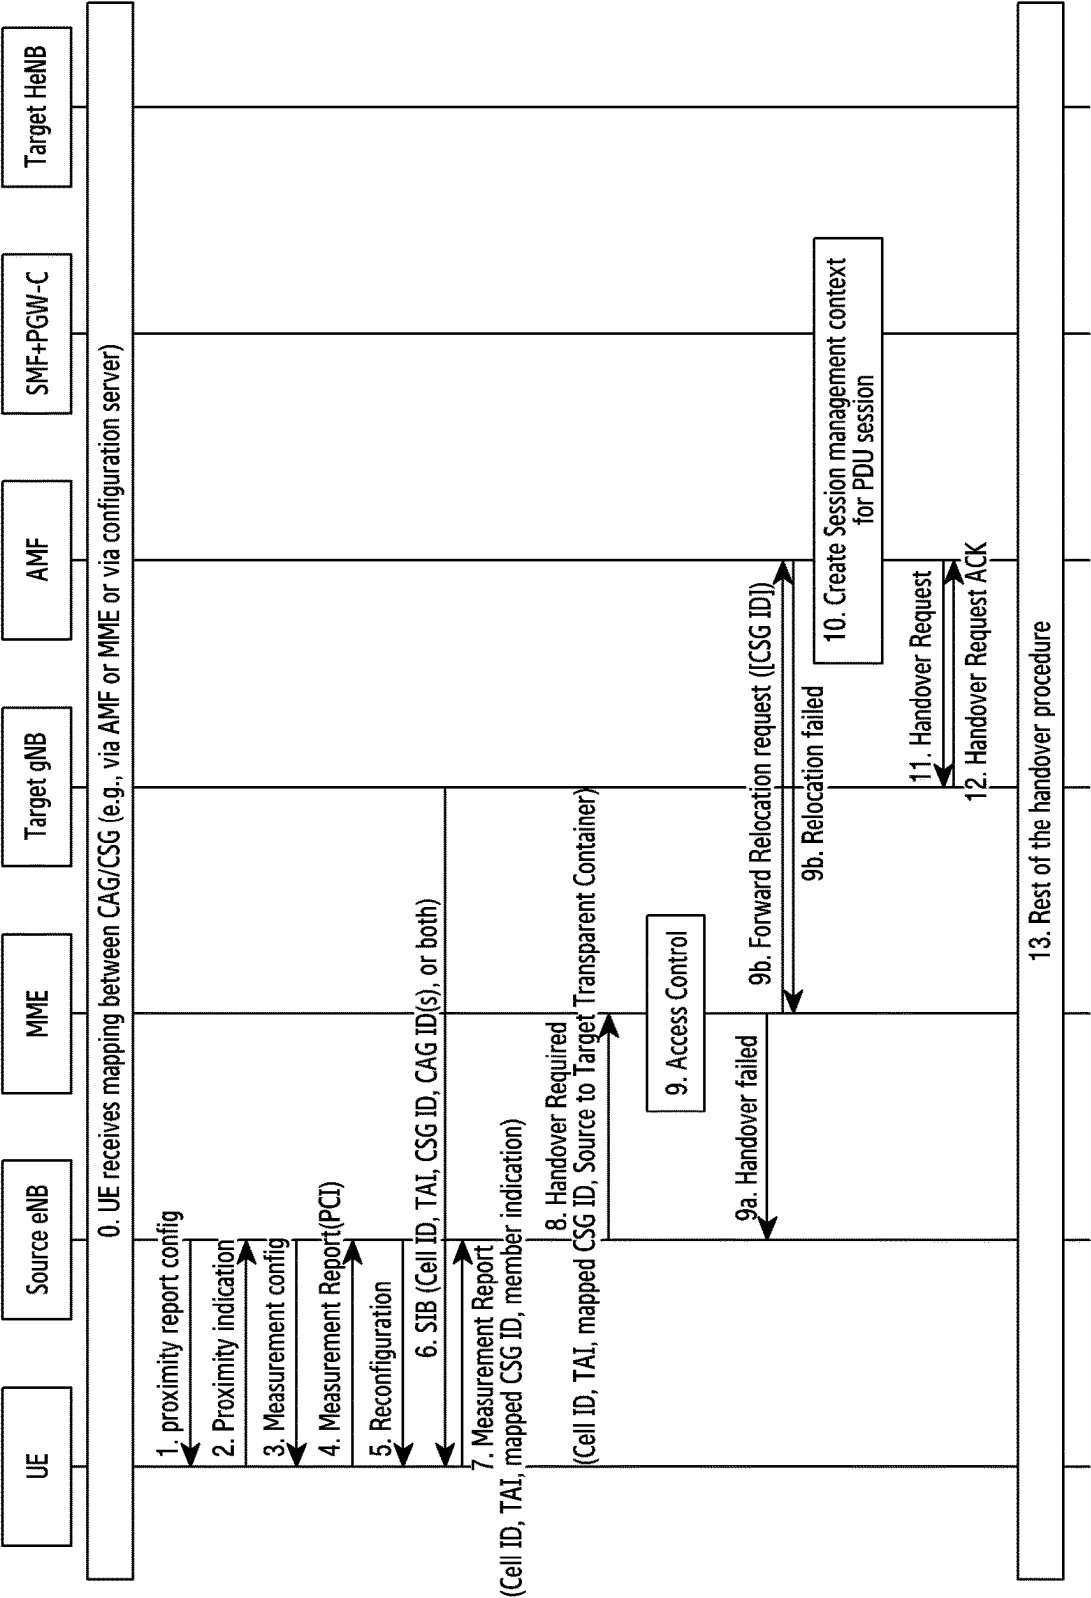 UE
Source eNB
MME
Target gNB
AMF
SMF+PGW-C
Target HeNB
0. UE receives mapping between CAG/CSG (e.g., via AMF or MME or via configuration server)
1. proximity report config
2. Proximity indication
3. Measurement config
4. Measurement Report(PCI)
5. Reconfiguration
6. SIB (Cell ID, TAI, CSG ID, CAG ID(s), or both)
7. Measurement Report
(Cell ID, TAI, mapped CSG ID, member indication)
8. Handover Required
(Cell ID, TAI, mapped CSG ID, Source to Target Transparent Container)
9. Access Control
9a. Handover failed
9b. Forward Relocation request ([CSG ID])
9b. Relocation failed
10. Create Session management context
for PDU session
11. Handover Request
12. Handover Request ACK
13. Rest of the handover procedure